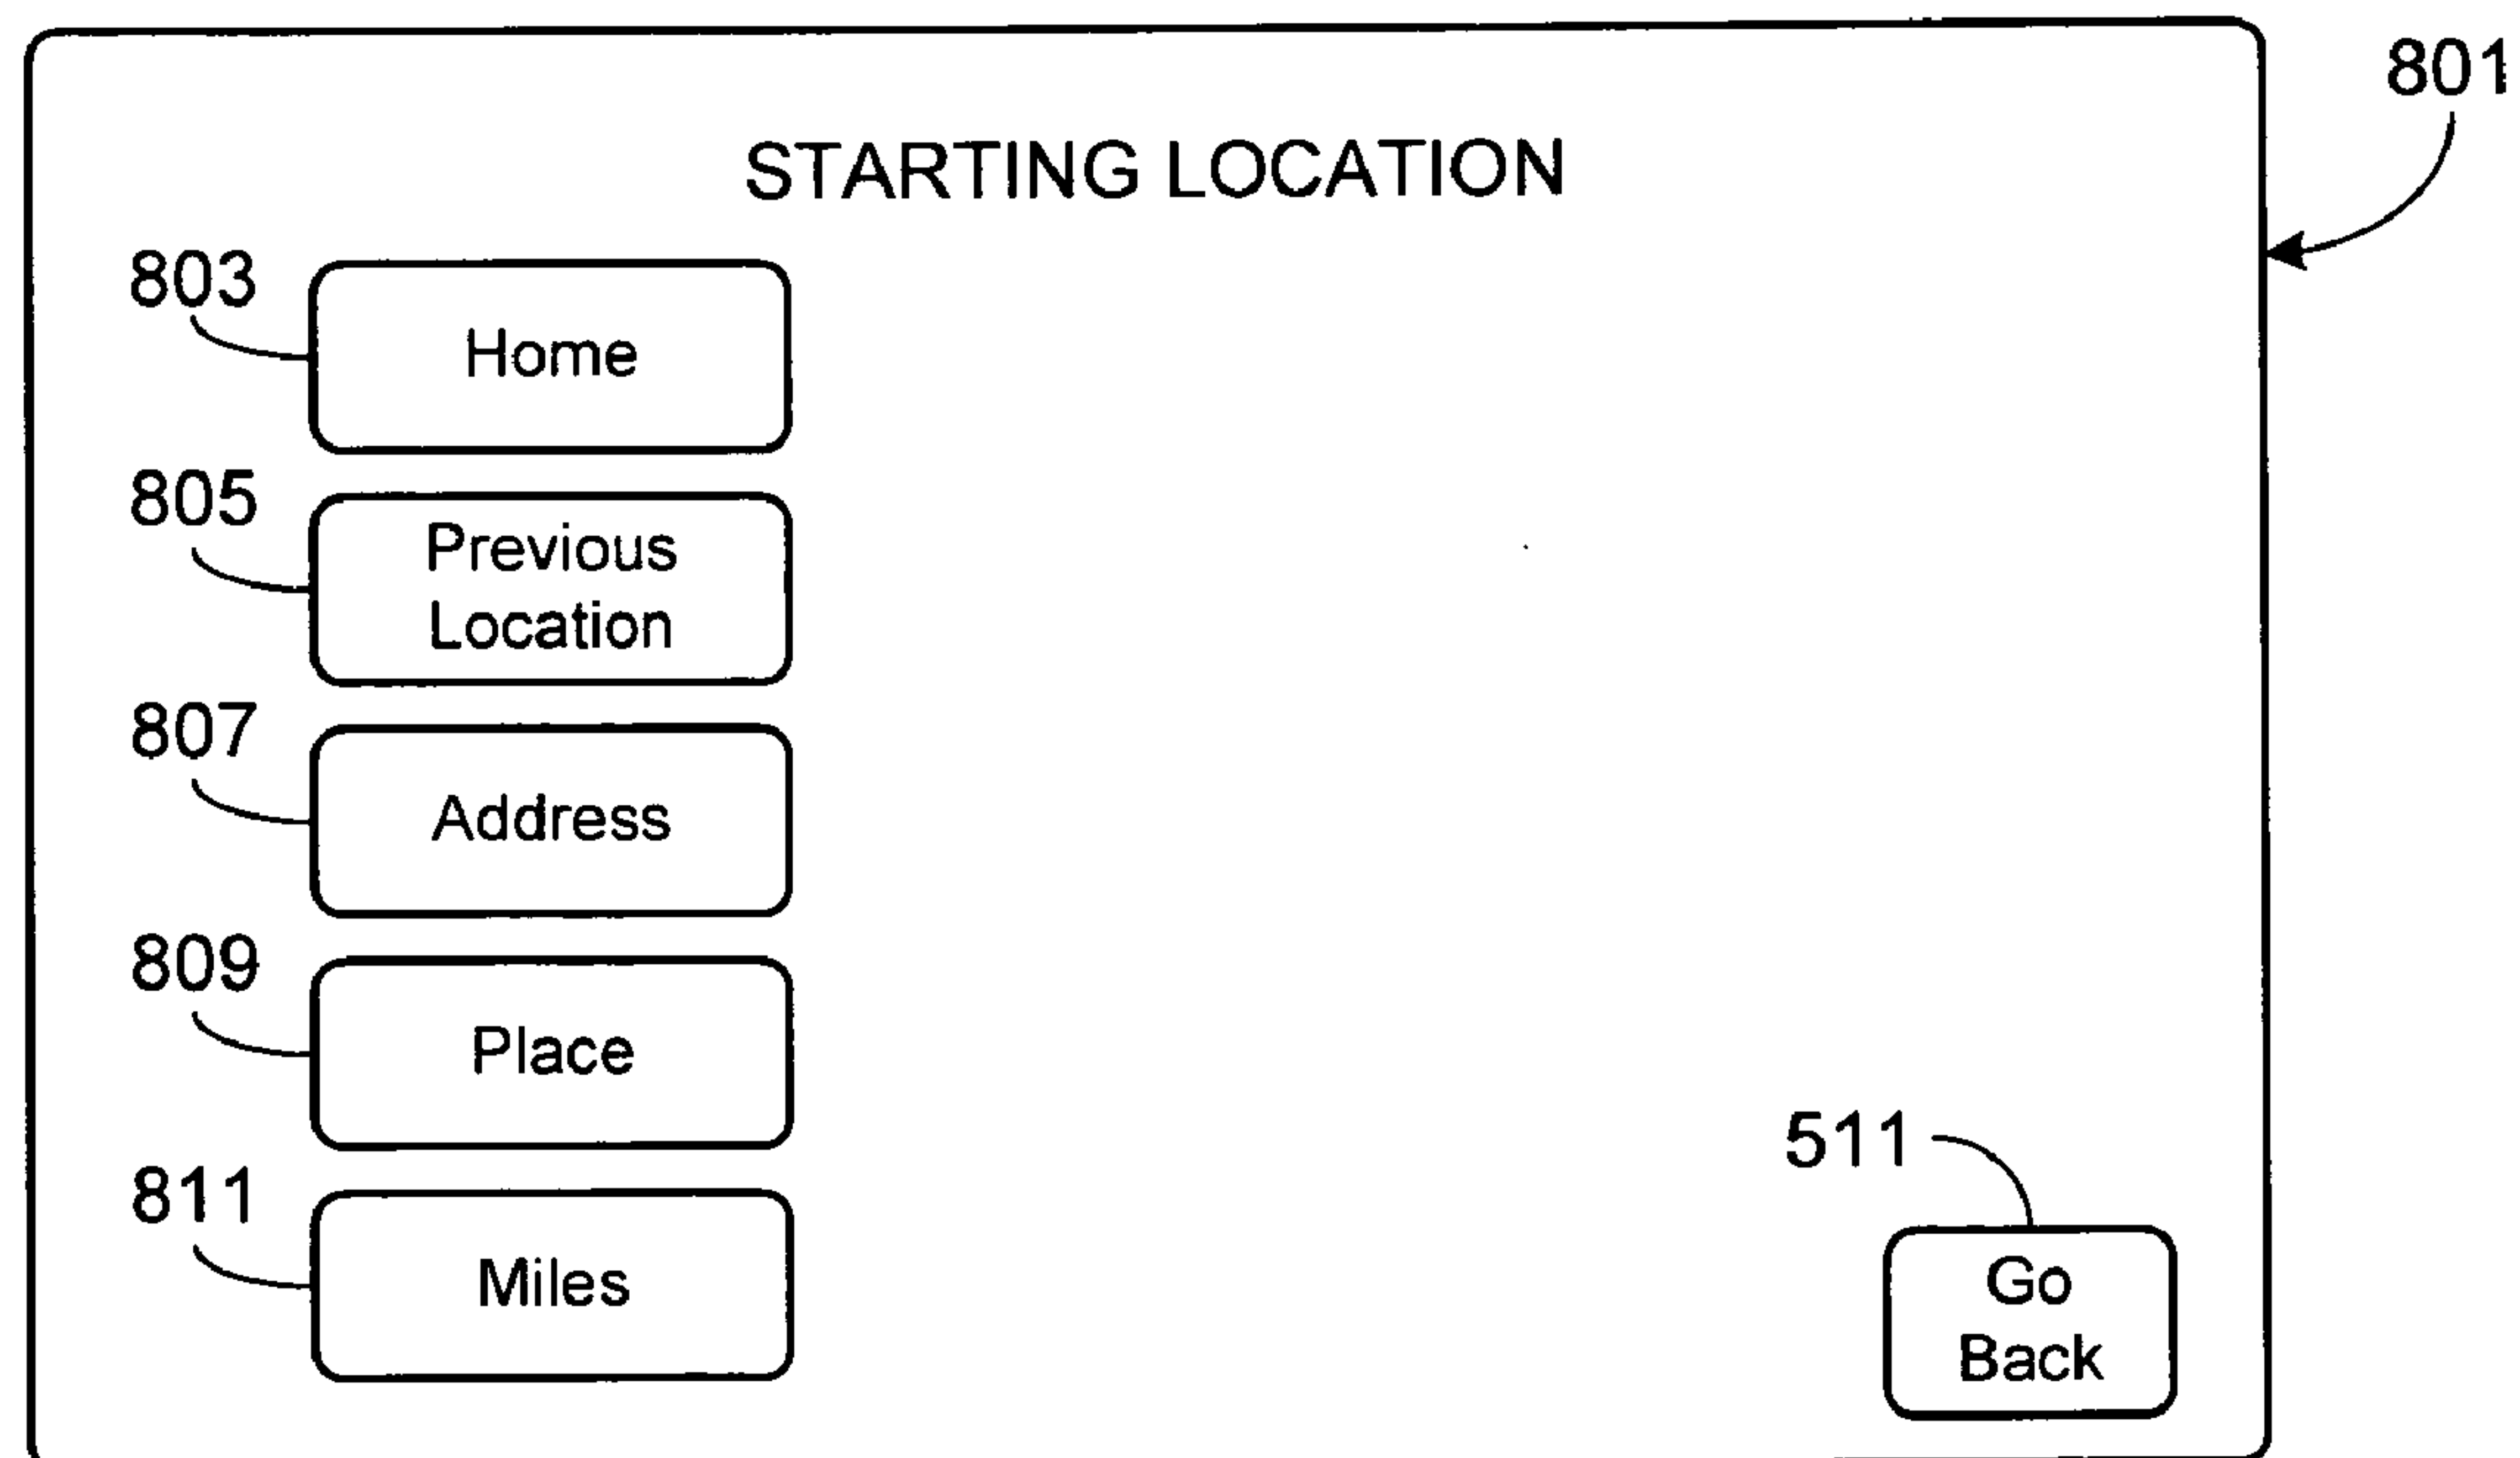 801
STARTING LOCATION
803
Home
805
Previous
Location
807
Address
809
Place
811
Miles
511
Go
Back